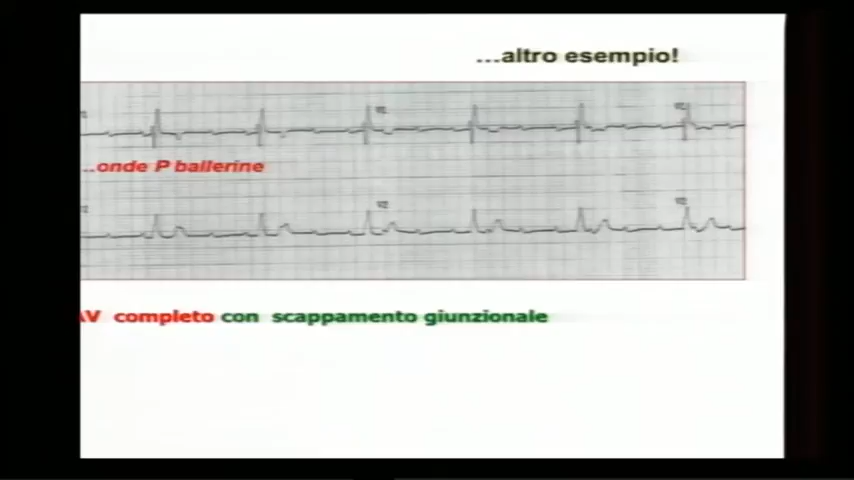 ...altro esempio!
..onde P ballerine
AV completo con scappamento giunzionale